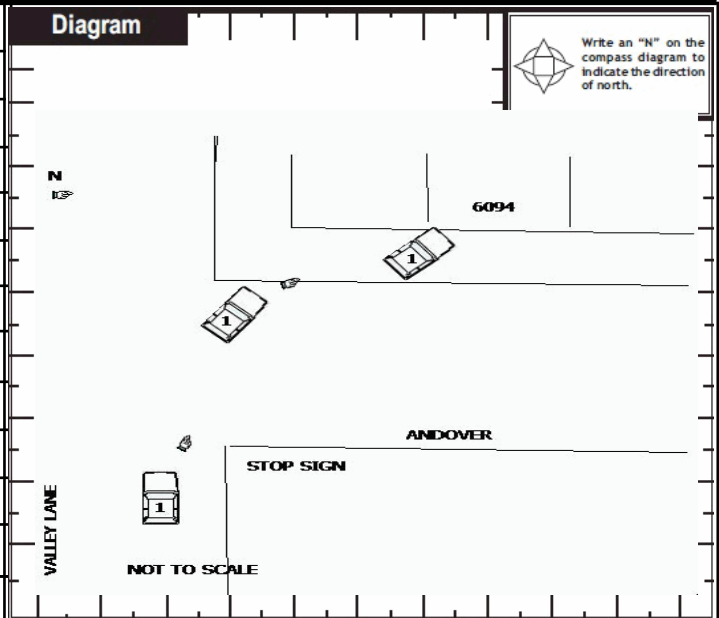 Diagram
Write an “N” on the
compass diagram to
indicate the direction
of north.
N
6094
1
1
ANDOVER
STOP SIGN
1
VALLEY LANE
NOT TO SCALE